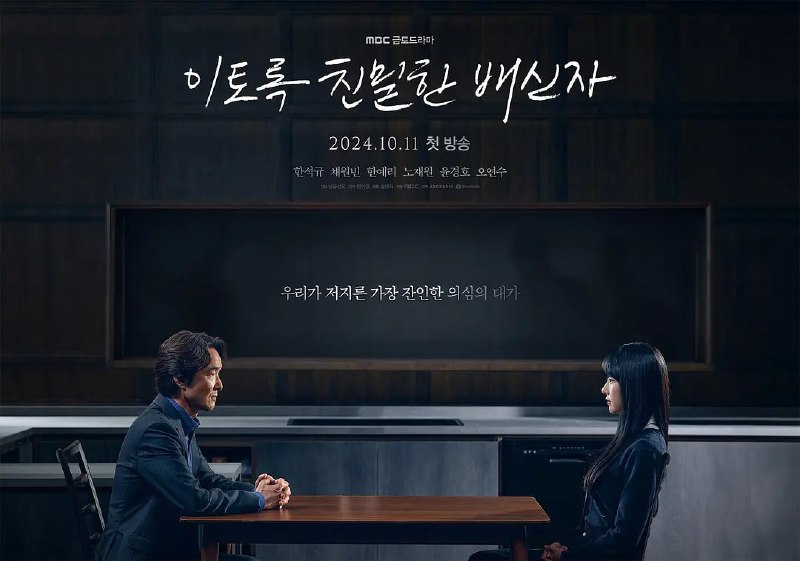 MBC 금토드라마
이토록 친밀한 배신자
2024.10.11 첫 방송
한석규 채원빈 한예리 노재원 윤경호 오연수
우리가 저지른 가장 잔인한 의심의 대가